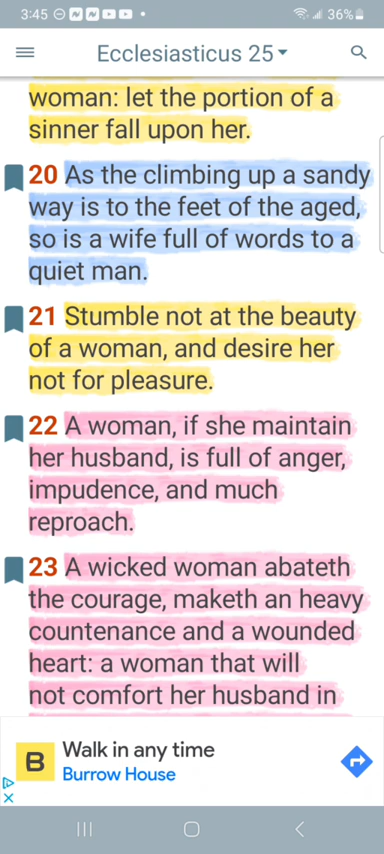 3:45 36%
Ecclesiasticus 25
woman: let the portion of a
sinner fall upon her.
20 As the climbing up a sandy
way is to the feet of the aged,
so is a wife full of words to a
quiet man.
21 Stumble not at the beauty
of a woman, and desire her
not for pleasure.
22 A woman, if she maintain
her husband, is full of anger,
impudence, and much
reproach.
23 A wicked woman abateth
the courage, maketh an heavy
countenance and a wounded
heart: a woman that will
not comfort her husband in
B
Walk in any time
Burrow House